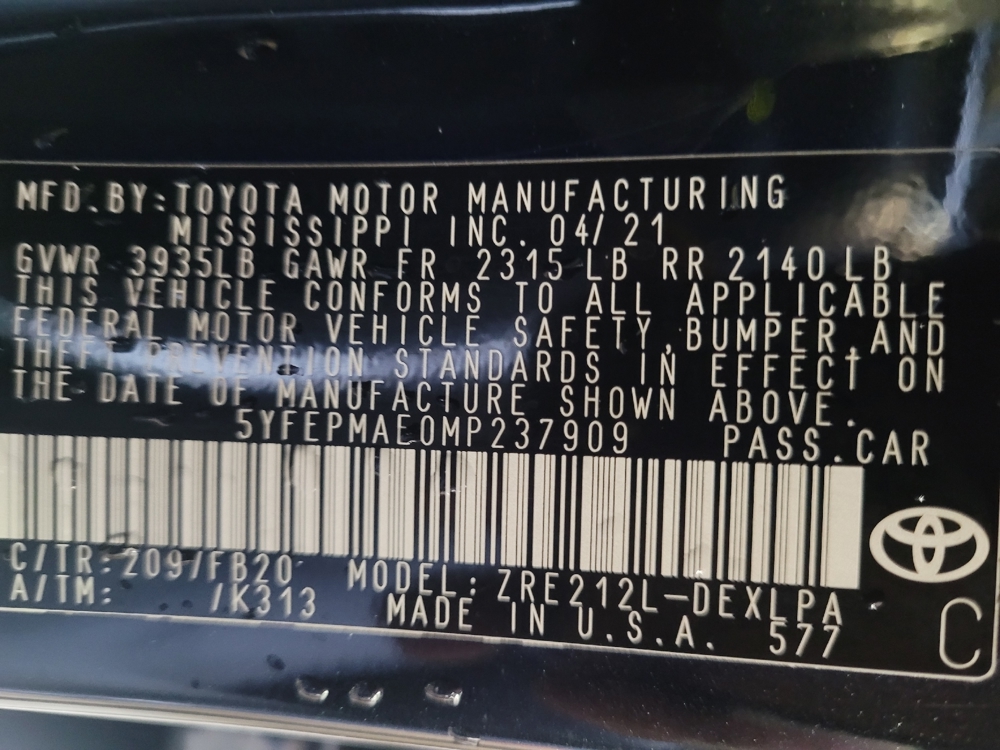 MFD.BY:TOYOTA MOTOR MANUFACTURING
MISSISSIPPI INC. 04/21
GVWR 3935LB GAWR FR 2315LB RR 2140LB
THIS VEHICLE CONFORMS TO ALL APPLICABLE
FEDERAL MOTOR VEHICLE SAFETY,BUMPER,AND
THEFT PREVENTION STANDARDS IN EFFECT ON
THE DATE OF MANUFACTURE SHOWN ABOVE.
5YFEPMAE0MP237909 PASS.CAR
C/TR:209/FB20 MODEL:ZRE212L-DEXLPA
A/TM: /K313 MADE IN U.S.A. 577
C